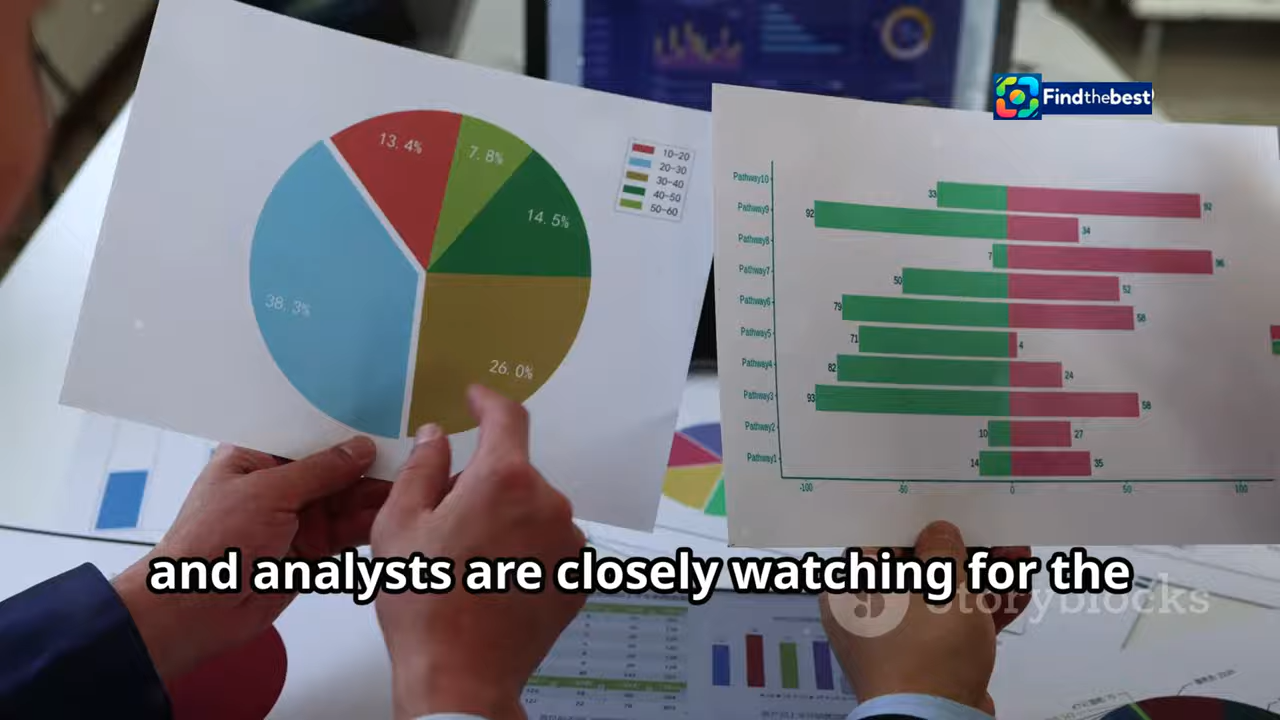 Findthebest
13.4%
7.8%
14.5%
38.3%
26.0%
10-20
20-30
30-40
40-50
50-60
Pathway10
Pathway9
Pathway8
Pathway7
Pathway6
Pathway5
Pathway4
Pathway3
Pathway2
Pathway1
33 92
92 34
7 96
50 52
79 58
71 4
82 24
93 58
10 27
14 35
-100 -50 0 50 100
and analysts are closely watching for the
storyblocks